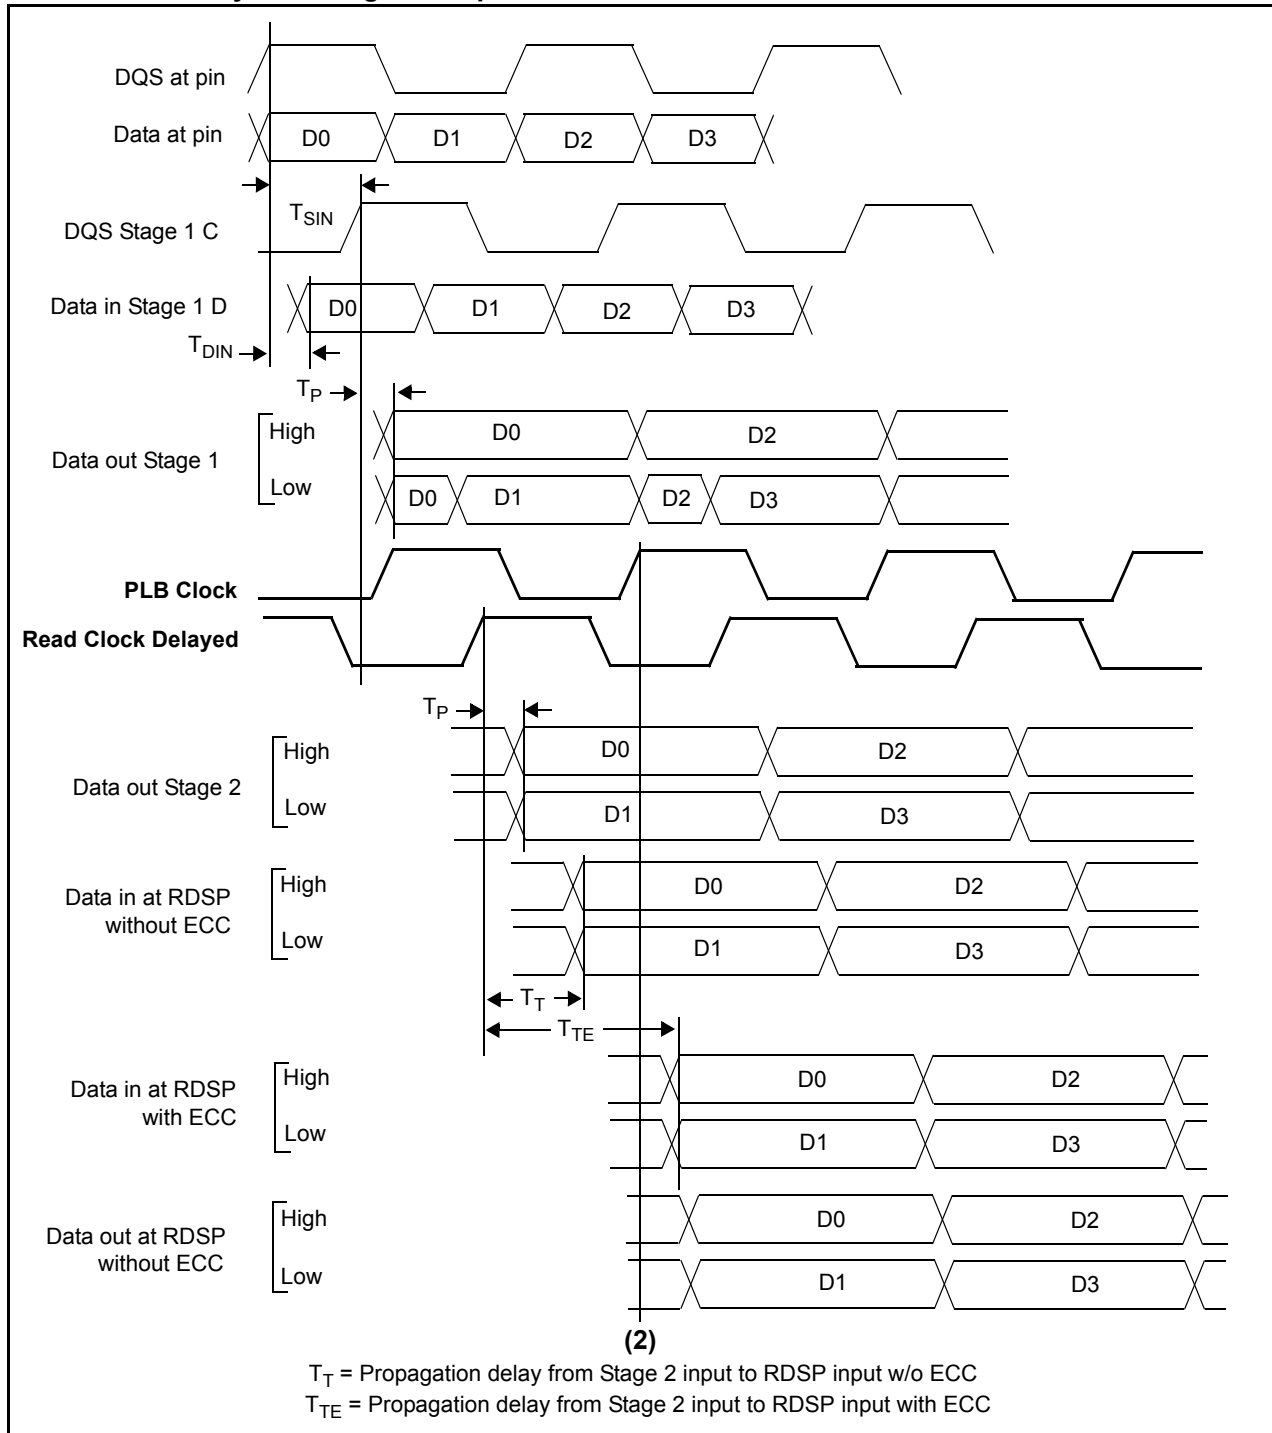 DQS at pin
Data at pin
D0 D1 D2 D3
T_SIN
DQS Stage 1 C
Data in Stage 1 D
D0 D1 D2 D3
T_DIN
T_P
High
D0 D2
Data out Stage 1
Low
D0 D1 D2 D3
PLB Clock
Read Clock Delayed
T_P
High
D0 D2
Data out Stage 2
Low
D1 D3
Data in at RDSP
without ECC
High
D0 D2
Low
D1 D3
T_T
T_TE
Data in at RDSP
with ECC
High
D0 D2
Low
D1 D3
Data out at RDSP
without ECC
High
D0 D2
Low
D1 D3
(2)
T_T = Propagation delay from Stage 2 input to RDSP input w/o ECC
T_TE = Propagation delay from Stage 2 input to RDSP input with ECC